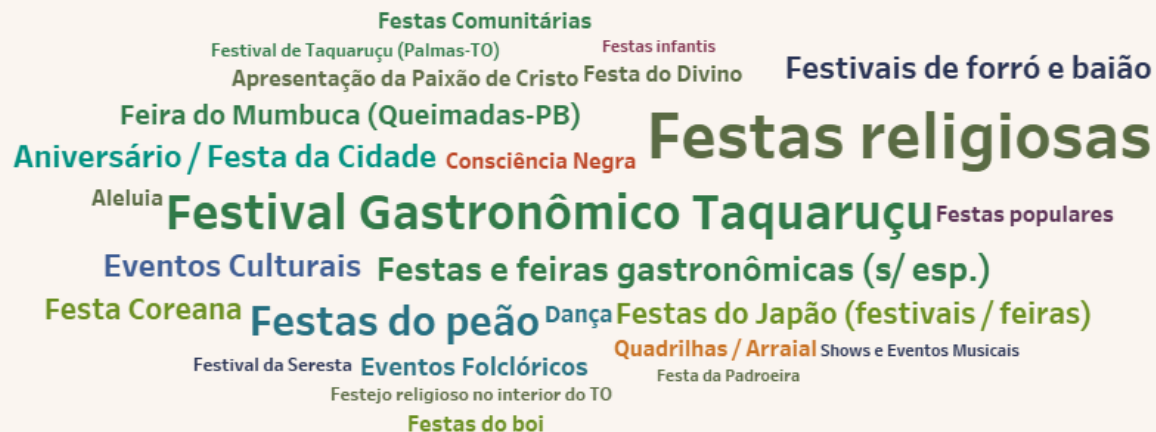 Festas Comunitárias
Festival de Taquaruçu (Palmas-TO)
Festas infantis
Apresentação da Paixão de Cristo
Festa do Divino
Festivais de forró e baião
Feira do Mumbuca (Queimadas-PB)
Festas religiosas
Aniversário / Festa da Cidade
Consciência Negra
Aleluia
Festival Gastronômico Taquaruçu
Festas populares
Eventos Culturais
Festas e feiras gastronômicas (s/ esp.)
Festa Coreana
Festas do peão
Dança
Festas do Japão (festivais / feiras)
Quadrilhas / Arraial
Shows e Eventos Musicais
Festival da Seresta
Eventos Folclóricos
Festa da Padroeira
Festejo religioso no interior do TO
Festas do boi